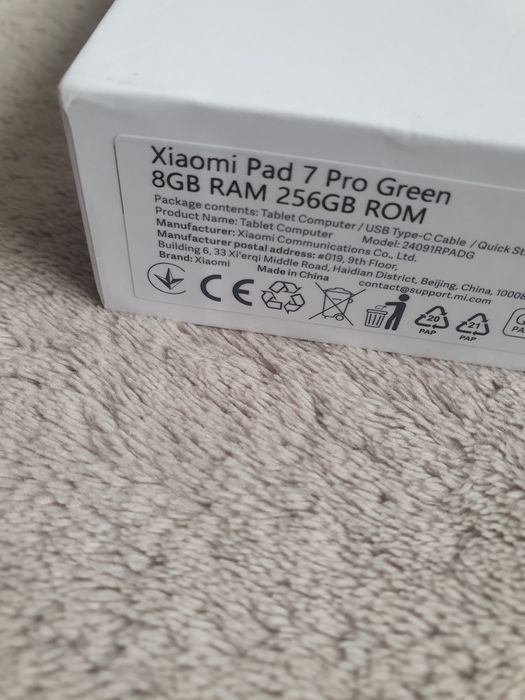 Xiaomi Pad 7 Pro Green
8GB RAM 256GB ROM
Package contents: Tablet Computer / USB Type-C Cable / Quick St
Product Name: Tablet Computer Model: 24091RPADG
Manufacturer: Xiaomi Communications Co., Ltd.
Manufacturer postal address: #019, 9th Floor,
Building 6, 33 Xi'erqi Middle Road, Haidian District, Beijing, China, 10008
Brand: Xiaomi Made in China contact@support.mi.com
CE
20
PAP
21
PAP
PA